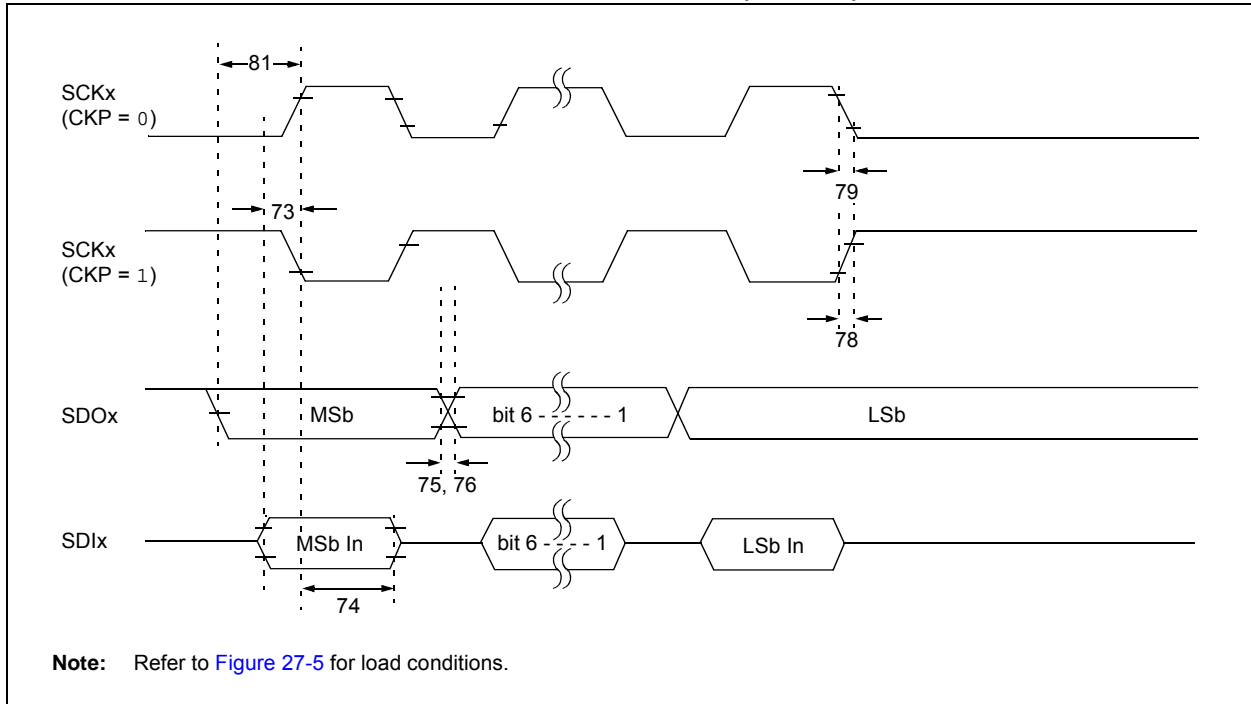 81
SCKx
(CKP = 0)
79
73
SCKx
(CKP = 1)
78
SDOx
MSb
bit 6 - - - - - - 1
LSb
75, 76
SDIx
MSb In
bit 6 - - - - 1
LSb In
74
Note: Refer to Figure 27-5 for load conditions.